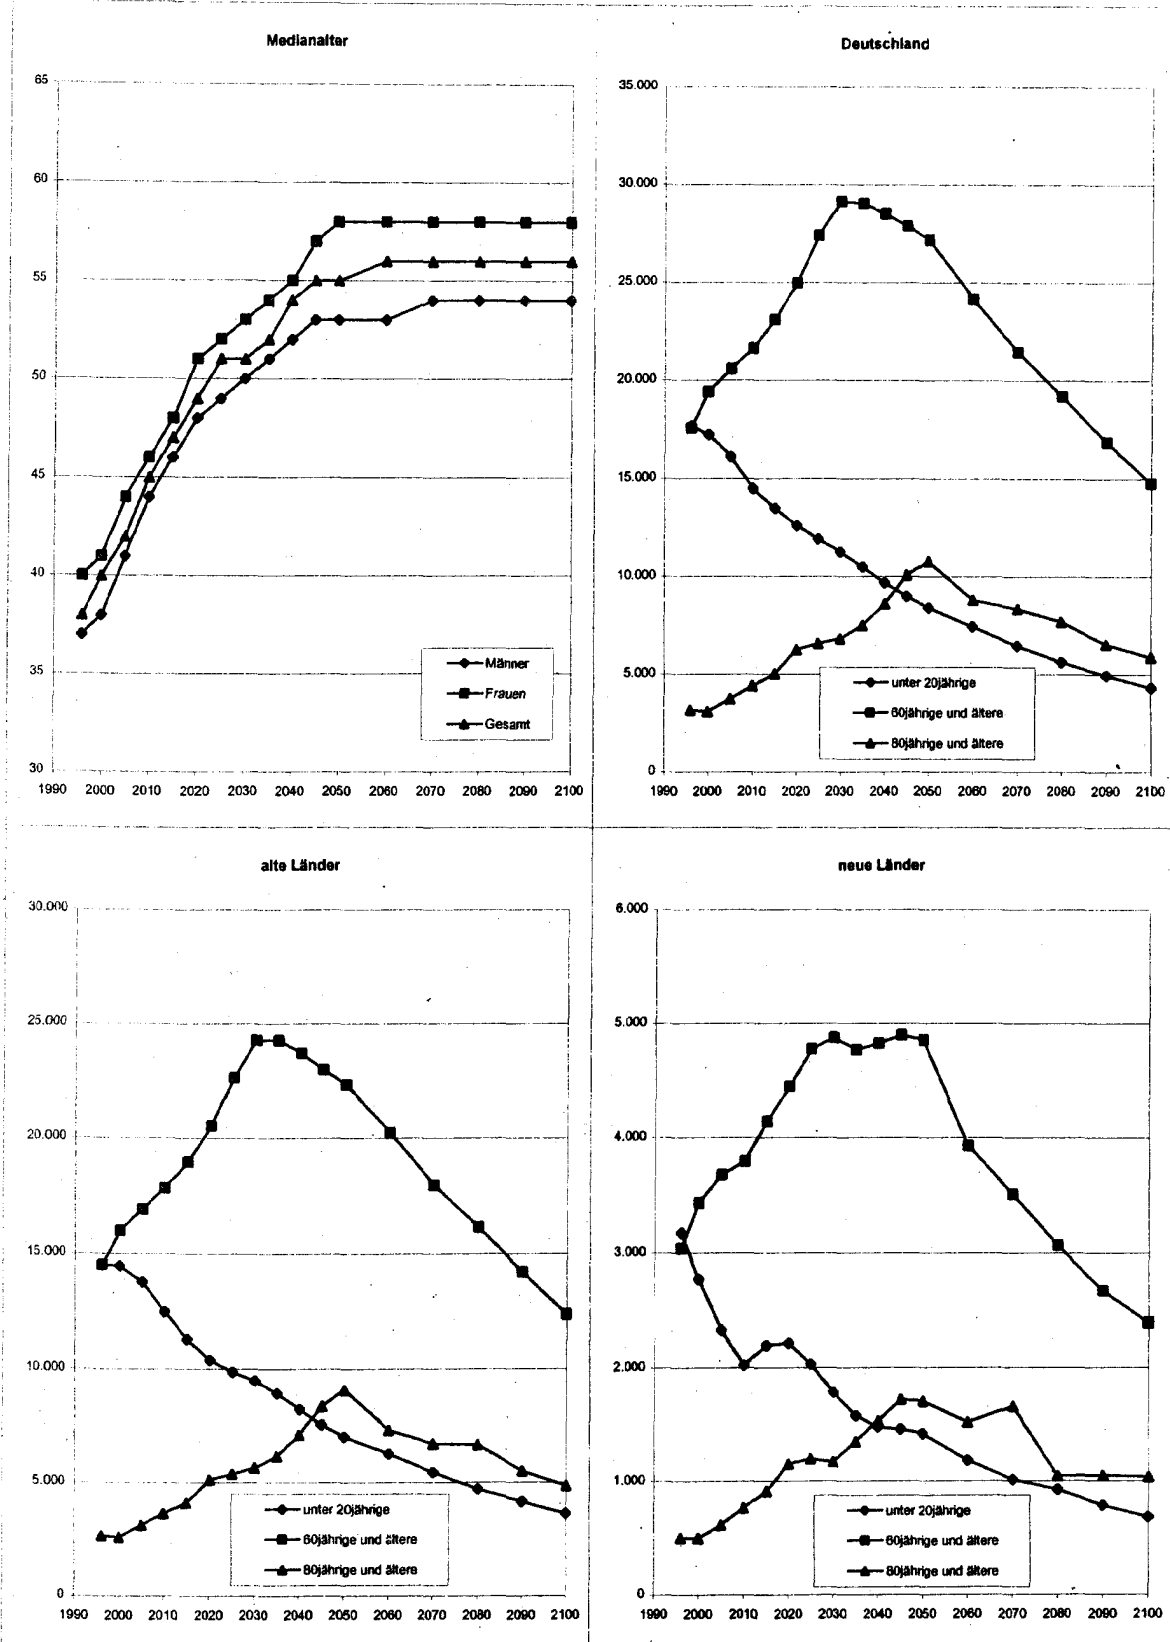 Medianalter
65
60
55
50
45
40
35
30
1990 2000 2010 2020 2030 2040 2050 2060 2070 2080 2090 2100
Männer
Frauen
Gesamt
Deutschland
35.000
30.000
25.000
20.000
15.000
10.000
5.000
0
1990 2000 2010 2020 2030 2040 2050 2060 2070 2080 2090 2100
unter 20jährige
60jährige und ältere
80jährige und ältere
alte Länder
30.000
25.000
20.000
15.000
10.000
5.000
0
1990 2000 2010 2020 2030 2040 2050 2060 2070 2080 2090 2100
unter 20jährige
60jährige und ältere
80jährige und ältere
neue Länder
6.000
5.000
4.000
3.000
2.000
1.000
0
1990 2000 2010 2020 2030 2040 2050 2060 2070 2080 2090 2100
unter 20jährige
60jährige und ältere
80jährige und ältere